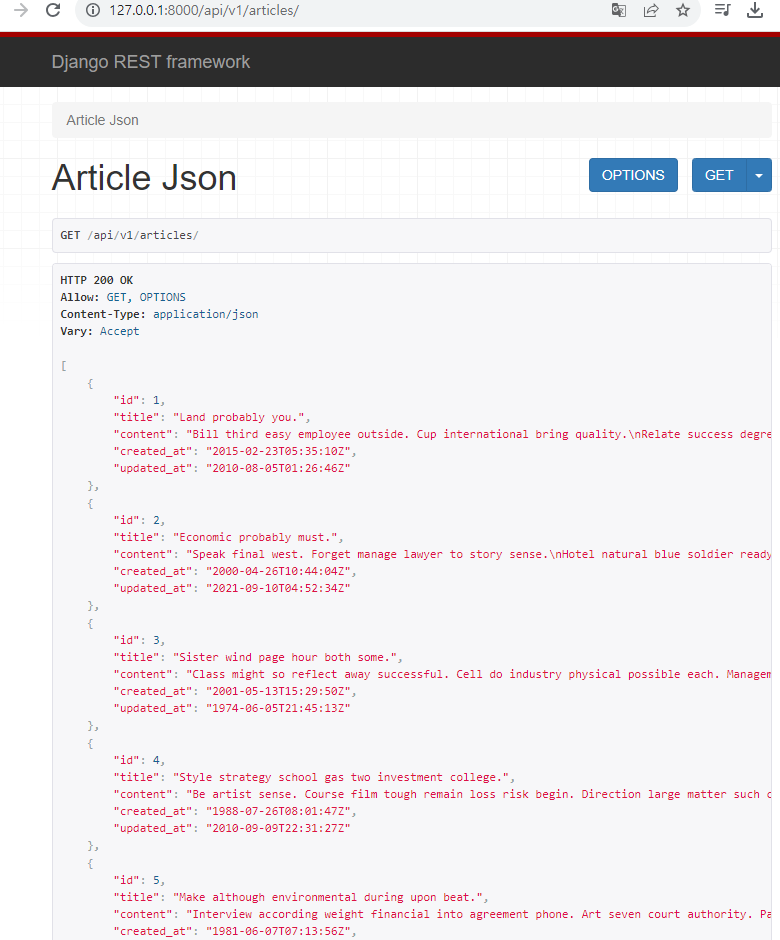 127.0.0.1:8000/api/v1/articles/
Django REST framework
Article Json
Article Json
OPTIONS
GET
GET /api/v1/articles/
HTTP 200 OK
Allow: GET, OPTIONS
Content-Type: application/json
Vary: Accept
[
{
"id": 1,
"title": "Land probably you.",
"content": "Bill third easy employee outside. Cup international bring quality.\nRelate success degre
"created_at": "2015-02-23T05:35:10Z",
"updated_at": "2010-08-05T01:26:46Z"
},
{
"id": 2,
"title": "Economic probably must.",
"content": "Speak final west. Forget manage lawyer to story sense.\nHotel natural blue soldier ready
"created_at": "2000-04-26T10:44:04Z",
"updated_at": "2021-09-10T04:52:34Z"
},
{
"id": 3,
"title": "Sister wind page hour both some.",
"content": "Class might so reflect away successful. Cell do industry physical possible each. Managem
"created_at": "2001-05-13T15:29:50Z",
"updated_at": "1974-06-05T21:45:13Z"
},
{
"id": 4,
"title": "Style strategy school gas two investment college.",
"content": "Be artist sense. Course film tough remain loss risk begin. Direction large matter such
"created_at": "1988-07-26T08:01:47Z",
"updated_at": "2010-09-09T22:31:27Z"
},
{
"id": 5,
"title": "Make although environmental during upon beat.",
"content": "Interview according weight financial into agreement phone. Art seven court authority. Pa
"created_at": "1981-06-07T07:13:56Z",